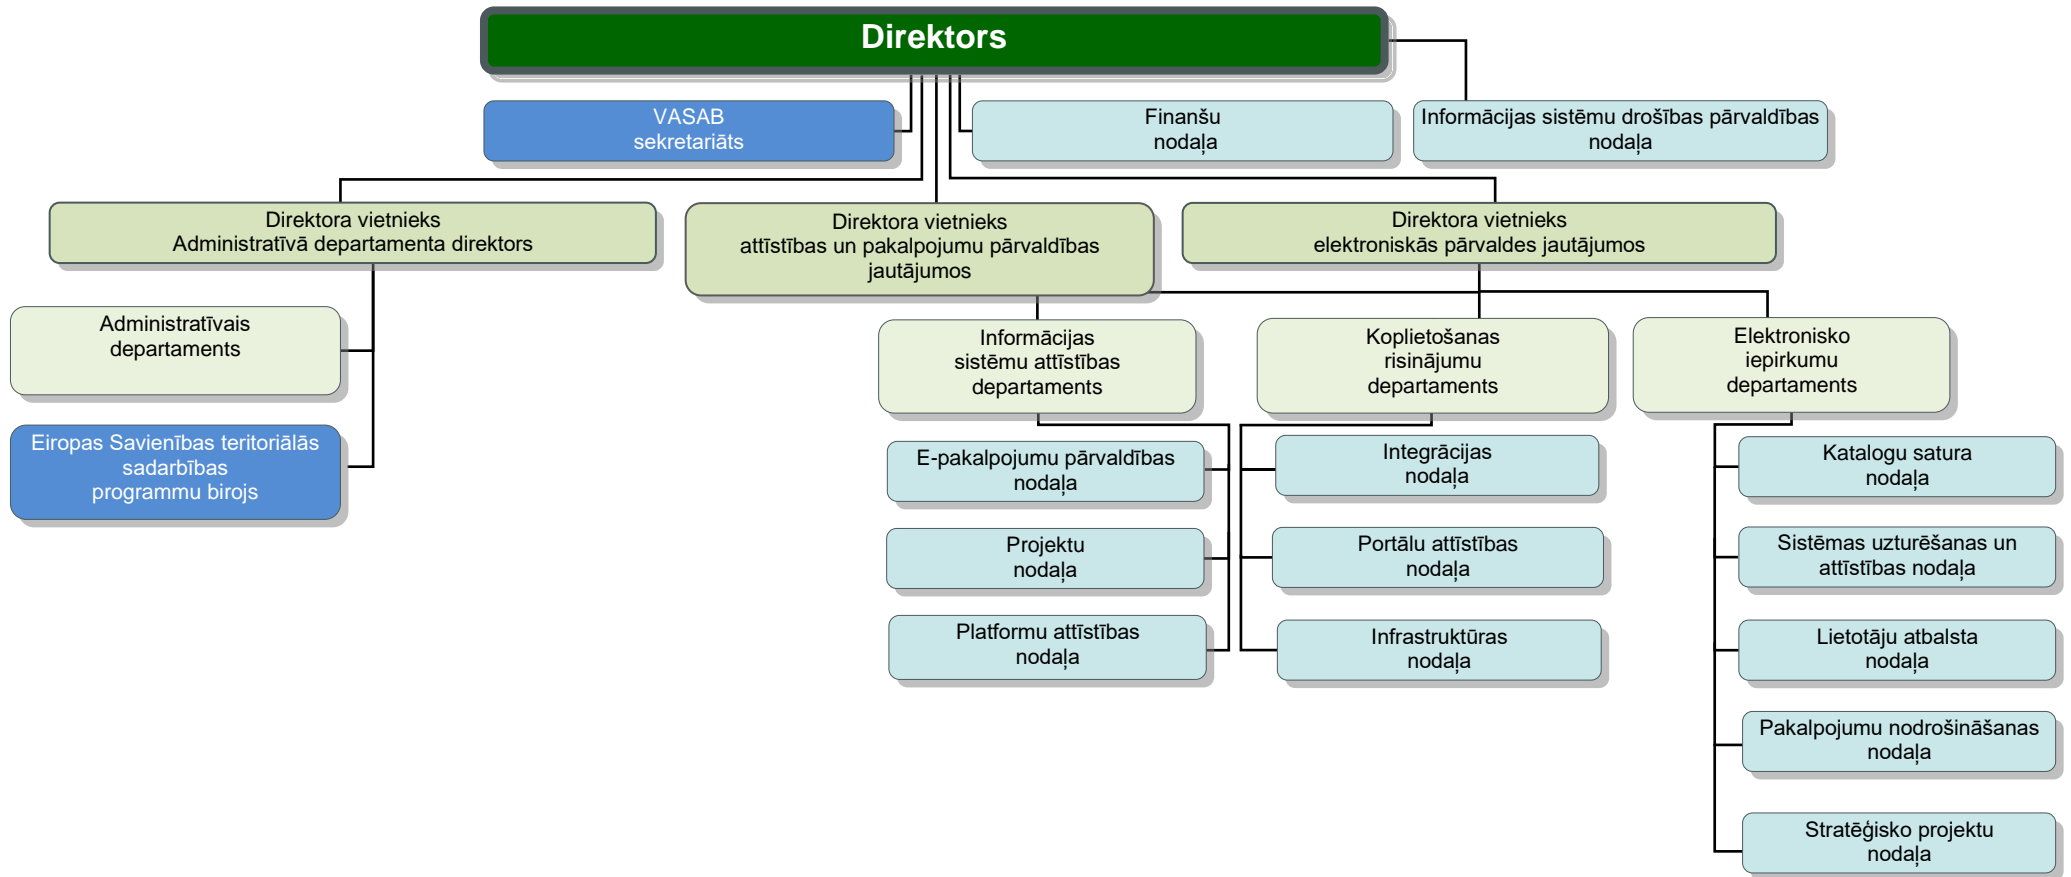 Direktors
VASAB
sekretariāts
Finanšu
nodaļa
Informācijas sistēmu drošības pārvaldības
nodaļa
Direktora vietnieks
Administratīvā departamenta direktors
Direktora vietnieks
attīstības un pakalpojumu pārvaldības
jautājumos
Direktora vietnieks
elektroniskās pārvaldes jautājumos
Administratīvais
departaments
Eiropas Savienības teritoriālās
sadarbības
programmu birojs
Informācijas
sistēmu attīstības
departaments
Koplietošanas
risinājumu
departaments
Elektronisko
iepirkumu
departaments
E-pakalpojumu pārvaldības
nodaļa
Projektu
nodaļa
Platformu attīstības
nodaļa
Integrācijas
nodaļa
Portālu attīstības
nodaļa
Infrastruktūras
nodaļa
Katalogu satura
nodaļa
Sistēmas uzturēšanas un
attīstības nodaļa
Lietotāju atbalsta
nodaļa
Pakalpojumu nodrošināšanas
nodaļa
Stratēģisko projektu
nodaļa